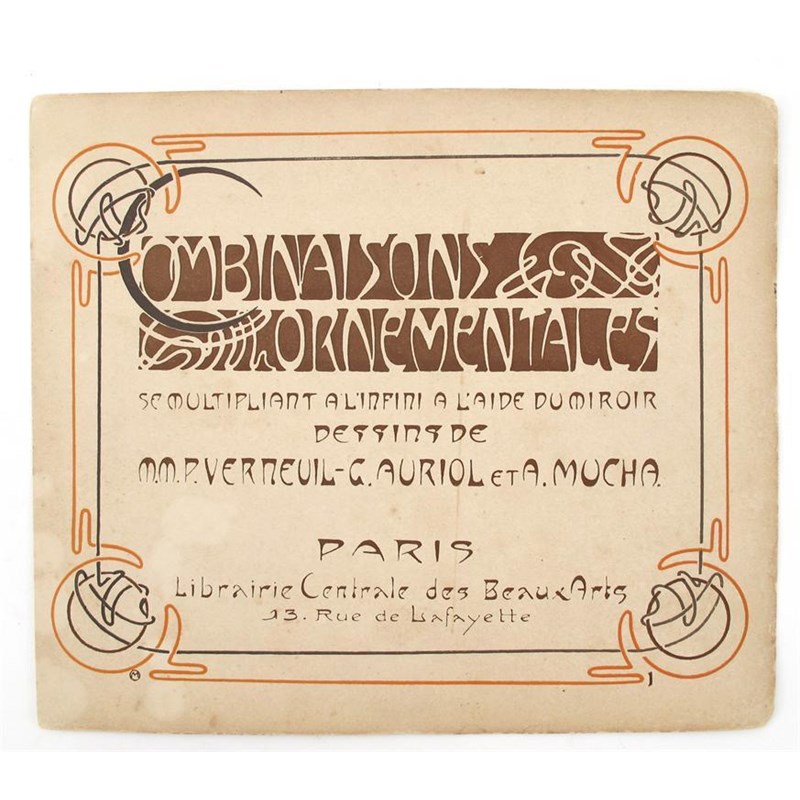 COMBINAISONS
ORNEMENTALES
SE MULTIPLIANT A L'INFINI A L'AIDE DU MIROIR
DESSINS DE
M.M.P.VERNEUIL-G.AURIOL ET A.MUCHA.
PARIS
Librairie Centrale des Beaux Arts
13. Rue de Lafayette
M
1